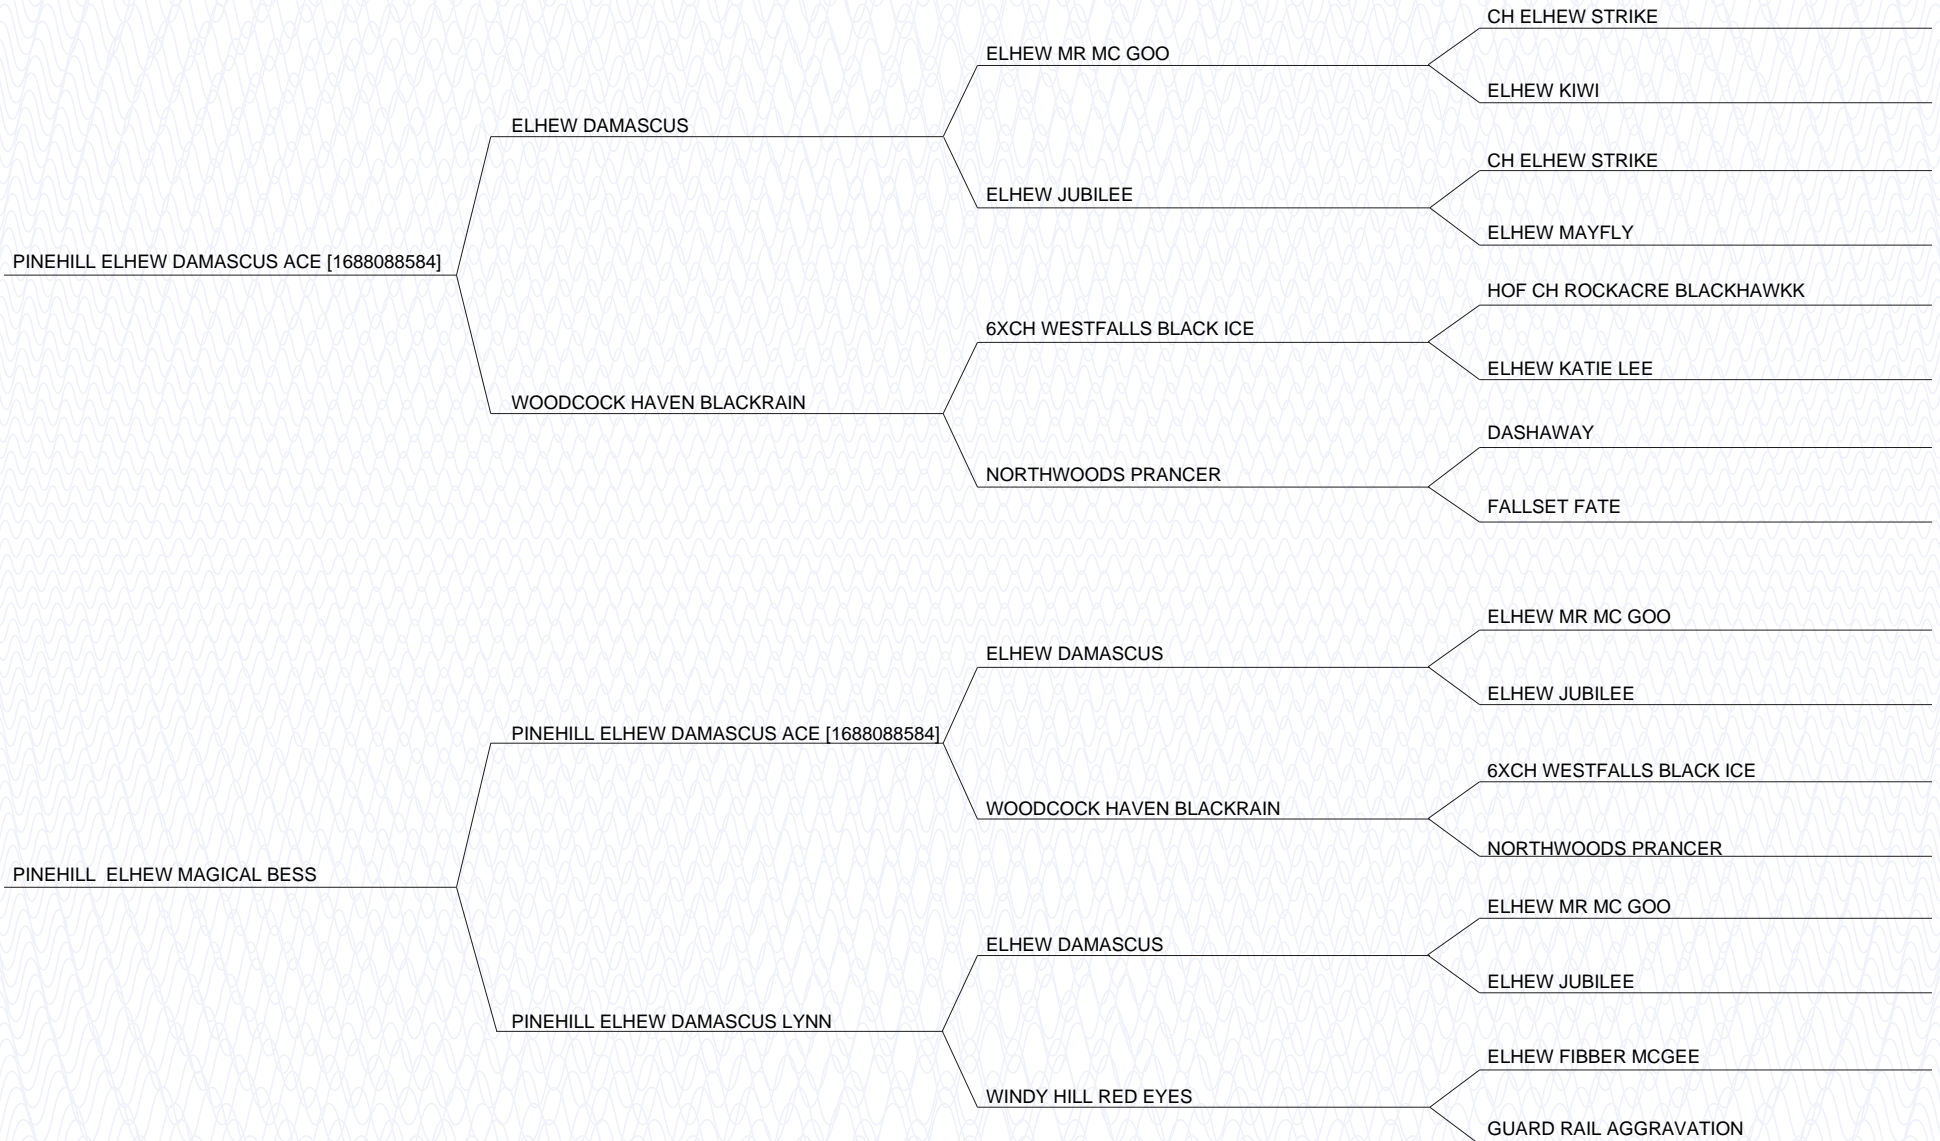 CH ELHEW STRIKE
ELHEW MR MC GOO
ELHEW KIWI
ELHEW DAMASCUS
CH ELHEW STRIKE
ELHEW JUBILEE
ELHEW MAYFLY
PINEHILL ELHEW DAMASCUS ACE [1688088584]
HOF CH ROCKACRE BLACKHAWKK
6XCH WESTFALLS BLACK ICE
ELHEW KATIE LEE
WOODCOCK HAVEN BLACKRAIN
DASHAWAY
NORTHWOODS PRANCER
FALLSET FATE
ELHEW MR MC GOO
ELHEW DAMASCUS
ELHEW JUBILEE
PINEHILL ELHEW DAMASCUS ACE [1688088584]
6XCH WESTFALLS BLACK ICE
WOODCOCK HAVEN BLACKRAIN
NORTHWOODS PRANCER
PINEHILL  ELHEW MAGICAL BESS
ELHEW MR MC GOO
ELHEW DAMASCUS
ELHEW JUBILEE
PINEHILL ELHEW DAMASCUS LYNN
ELHEW FIBBER MCGEE
WINDY HILL RED EYES
GUARD RAIL AGGRAVATION